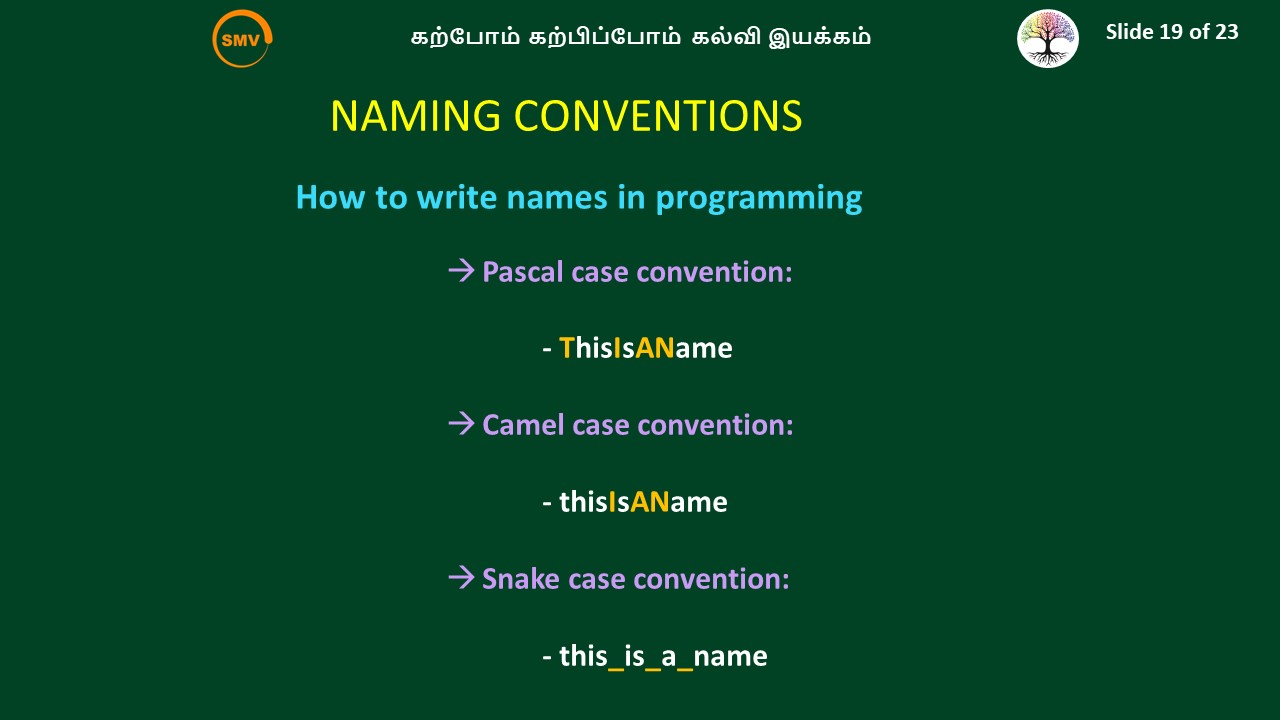 SMV
கற்போம் கற்பிப்போம் கல்வி இயக்கம்
Slide 19 of 23
NAMING CONVENTIONS
How to write names in programming
→ Pascal case convention:
- ThisIsAName
→ Camel case convention:
- thisIsAName
→ Snake case convention:
- this_is_a_name